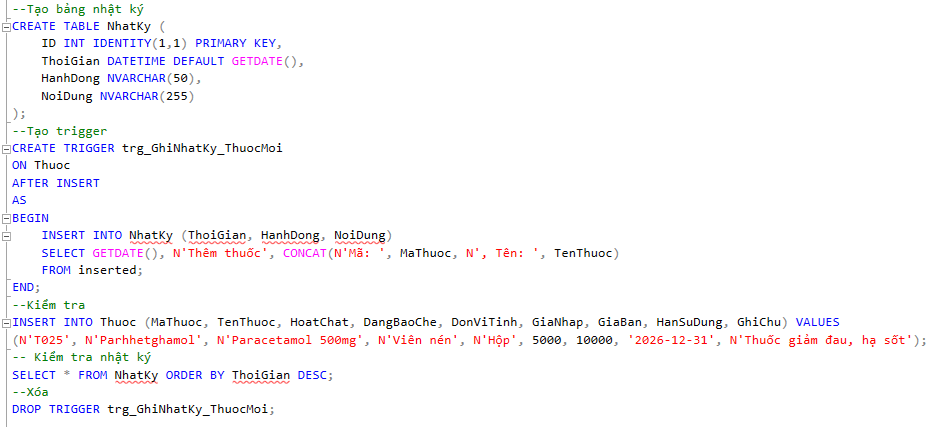 --Tạo bảng nhật ký
CREATE TABLE NhatKy (
ID INT IDENTITY(1,1) PRIMARY KEY,
ThoiGian DATETIME DEFAULT GETDATE(),
HanhDong NVARCHAR(50),
NoiDung NVARCHAR(255)
);
--Tạo trigger
CREATE TRIGGER trg_GhiNhatKy_ThuocMoi
ON Thuoc
AFTER INSERT
AS
BEGIN
INSERT INTO NhatKy (ThoiGian, HanhDong, NoiDung)
SELECT GETDATE(), N'Thêm thuốc', CONCAT(N'Mã: ', MaThuoc, N', Tên: ', TenThuoc)
FROM inserted;
END;
--Kiểm tra
INSERT INTO Thuoc (MaThuoc, TenThuoc, HoatChat, DangBaoChe, DonViTinh, GiaNhap, GiaBan, HanSuDung, GhiChu) VALUES
(N'T025', N'Parhhetghamol', N'Paracetamol 500mg', N'Viên nén', N'Hộp', 5000, 10000, '2026-12-31', N'Thuốc giảm đau, hạ sốt');
-- Kiểm tra nhật ký
SELECT * FROM NhatKy ORDER BY ThoiGian DESC;
--Xóa
DROP TRIGGER trg_GhiNhatKy_ThuocMoi;